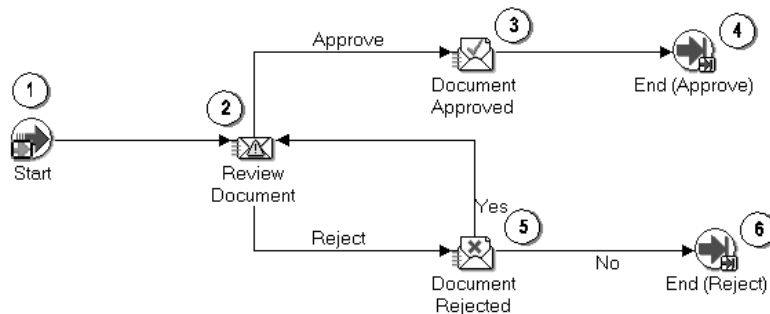 1
Start
2
Review
Document
Approve
3
Document
Approved
4
End (Approve)
Reject
Yes
5
Document
Rejected
No
6
End (Reject)